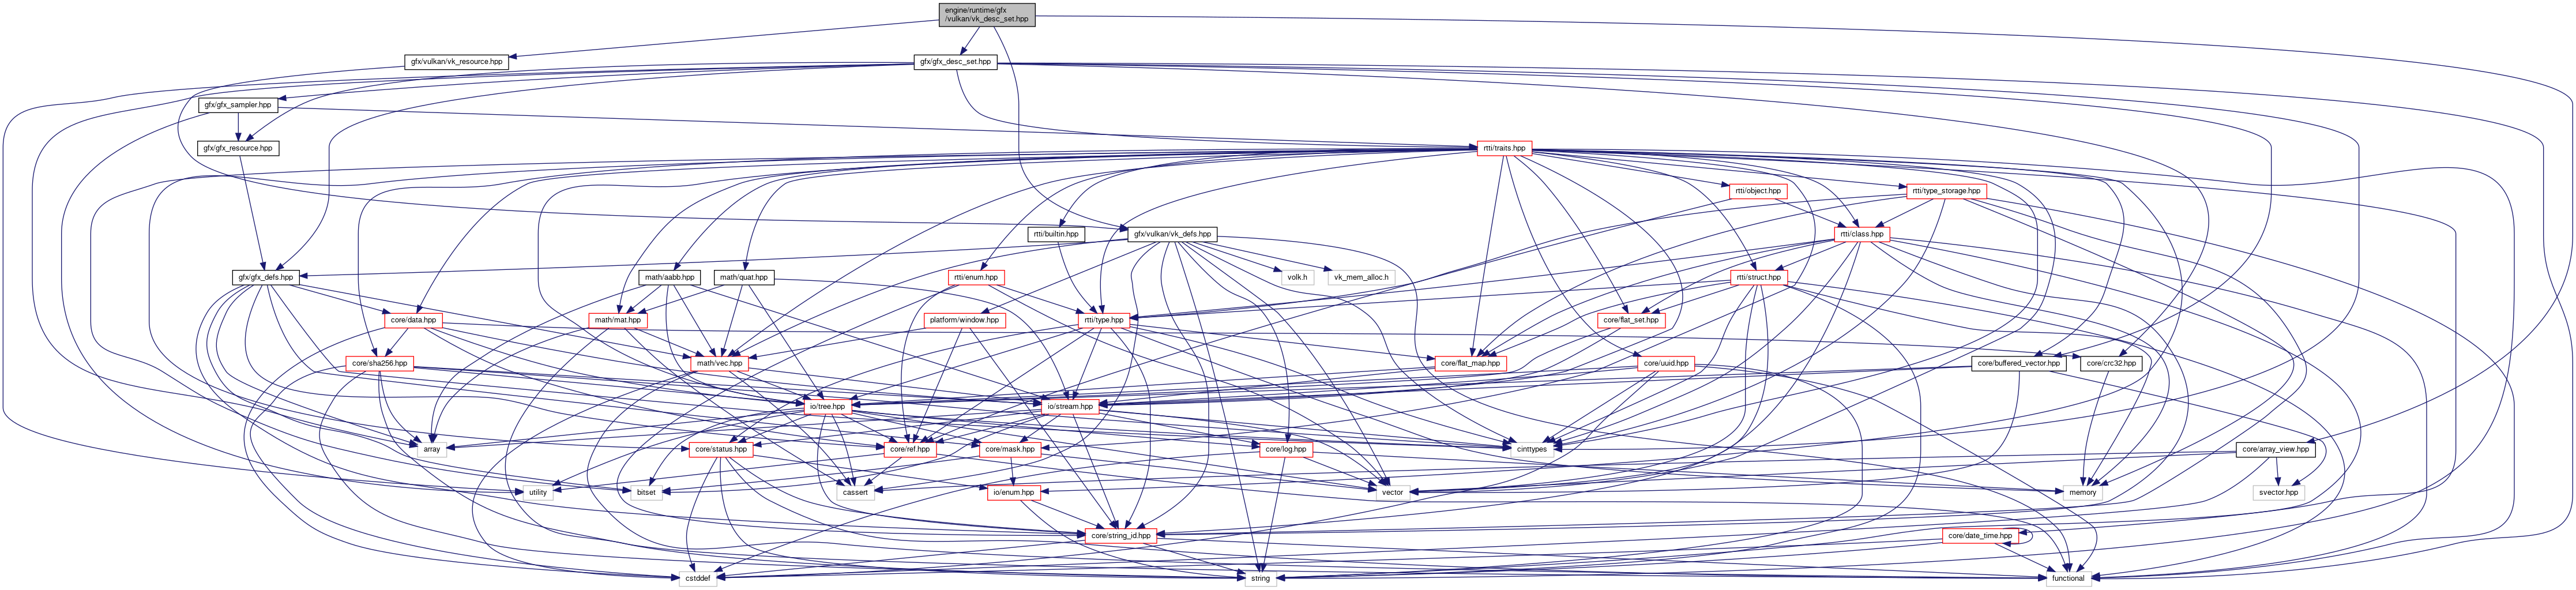 engine/runtime/gfx
/vulkan/vk_desc_set.hpp
gfx/vulkan/vk_resource.hpp
gfx/gfx_desc_set.hpp
gfx/gfx_sampler.hpp
gfx/gfx_resource.hpp
rtti/traits.hpp
rtti/object.hpp
rtti/type_storage.hpp
rtti/builtin.hpp
gfx/vulkan/vk_defs.hpp
rtti/class.hpp
gfx/gfx_defs.hpp
math/aabb.hpp
math/quat.hpp
rtti/enum.hpp
volk.h
vk_mem_alloc.h
rtti/struct.hpp
core/data.hpp
math/mat.hpp
platform/window.hpp
rtti/type.hpp
core/flat_set.hpp
core/sha256.hpp
math/vec.hpp
core/flat_map.hpp
core/uuid.hpp
core/buffered_vector.hpp
core/crc32.hpp
io/tree.hpp
io/stream.hpp
array
core/status.hpp
core/ref.hpp
core/mask.hpp
core/log.hpp
cinttypes
core/array_view.hpp
utility
bitset
cassert
io/enum.hpp
vector
memory
svector.hpp
core/string_id.hpp
core/date_time.hpp
cstddef
string
functional